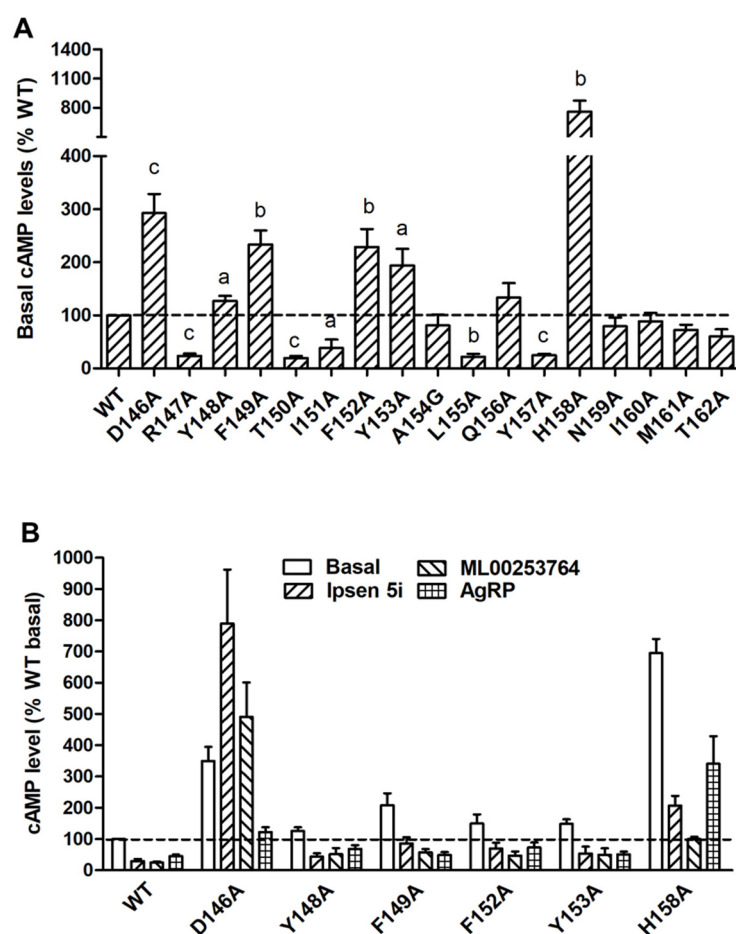 A
Basal cAMP levels (% WT)
1400
1100
800
400
300
200
100
0
c
c
a
b
c
a
b
a
b
c
b
WT
D146A
R147A
Y148A
F149A
T150A
I151A
F152A
Y153A
A154G
L155A
Q156A
Y157A
H158A
N159A
I160A
M161A
T162A
B
cAMP level (% WT basal)
1000
900
800
700
600
500
400
300
200
100
0
Basal
Ipsen 5i
ML00253764
AgRP
WT
D146A
Y148A
F149A
F152A
Y153A
H158A